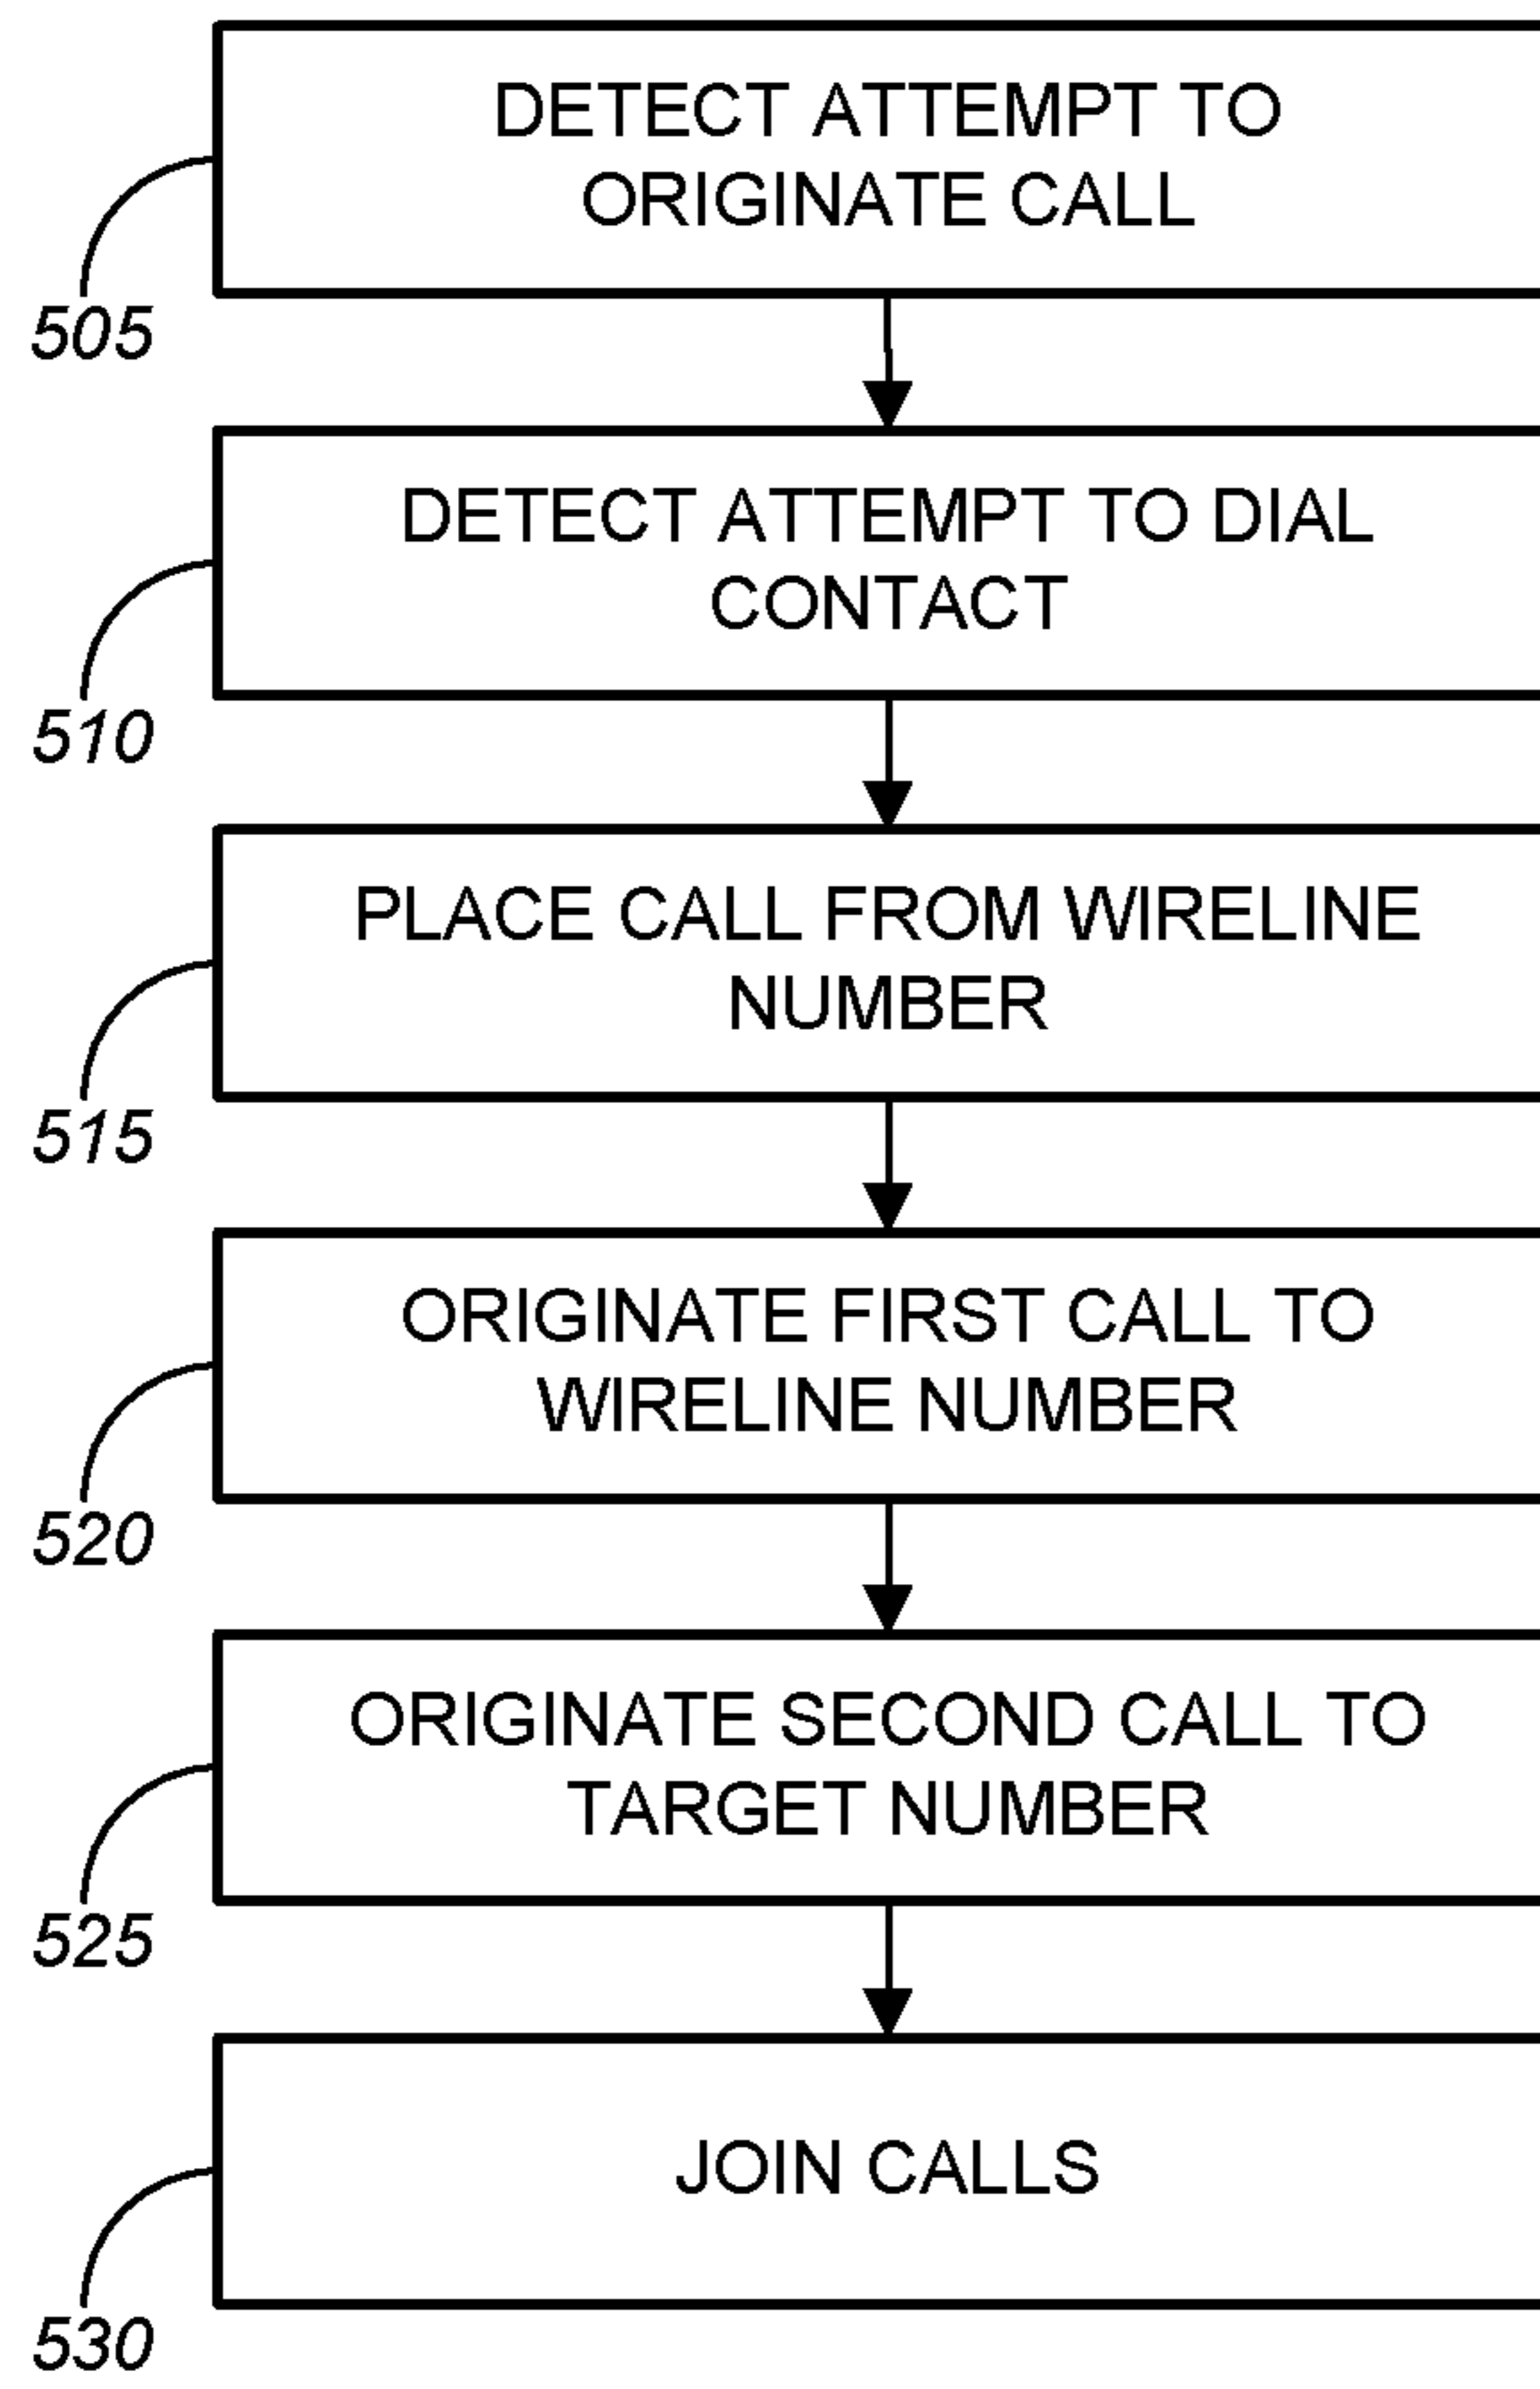 DETECT ATTEMPT TO
ORIGINATE CALL
505
DETECT ATTEMPT TO DIAL
CONTACT
510
PLACE CALL FROM WIRELINE
NUMBER
515
ORIGINATE FIRST CALL TO
WIRELINE NUMBER
520
ORIGINATE SECOND CALL TO
TARGET NUMBER
525
JOIN CALLS
530